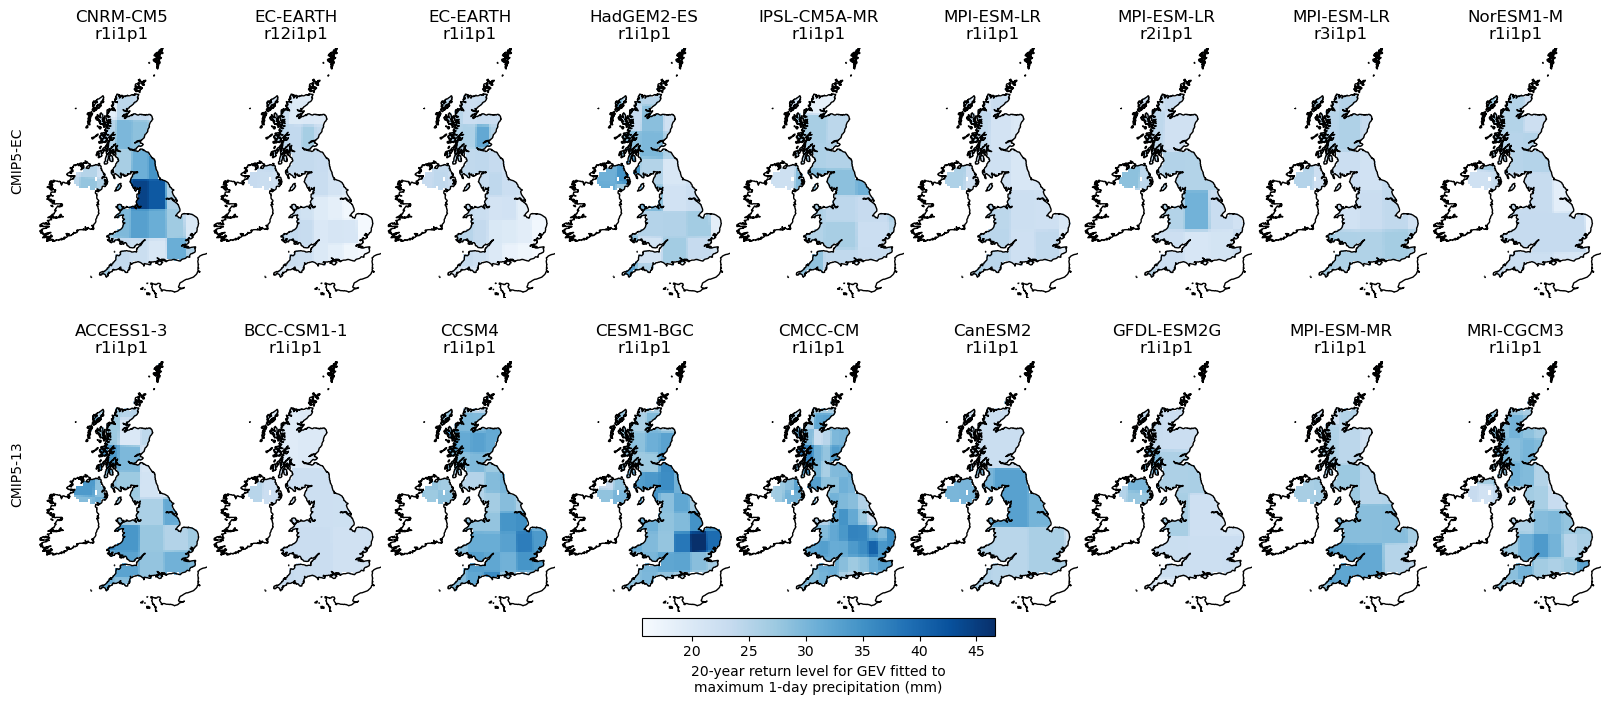 CNRM-CM5 EC-EARTH EC-EARTH HadGEM2-ES IPSL-CM5A-MR MPI-ESM-LR MPI-ESM-LR MPI-ESM-LR NorESM1-M
r1i1p1 r12i1p1 r1i1p1 r1i1p1 r1i1p1 r1i1p1 r2i1p1 r3i1p1 r1i1p1
CMIP5-EC
ACCESS1-3 BCC-CSM1-1 CCSM4 CESM1-BGC CMCC-CM CanESM2 GFDL-ESM2G MPI-ESM-MR MRI-CGCM3
r1i1p1 r1i1p1 r1i1p1 r1i1p1 r1i1p1 r1i1p1 r1i1p1 r1i1p1 r1i1p1
CMIP5-13
20 25 30 35 40 45
20-year return level for GEV fitted to
maximum 1-day precipitation (mm)